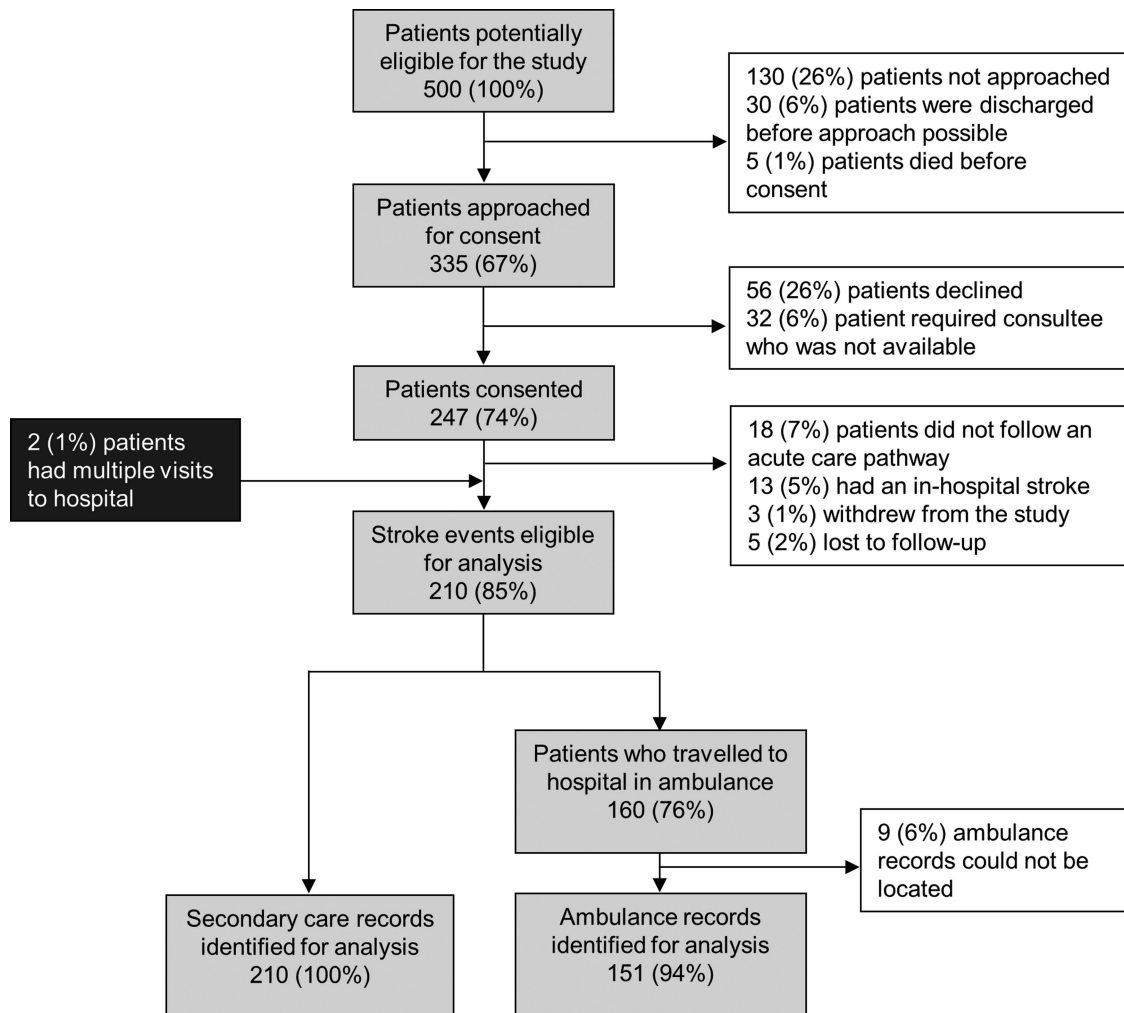 Patients potentially
eligible for the study
500 (100%)
130 (26%) patients not approached
30 (6%) patients were discharged
before approach possible
5 (1%) patients died before
consent
Patients approached
for consent
335 (67%)
56 (26%) patients declined
32 (6%) patient required consultee
who was not available
Patients consented
247 (74%)
2 (1%) patients
had multiple visits
to hospital
18 (7%) patients did not follow an
acute care pathway
13 (5%) had an in-hospital stroke
3 (1%) withdrew from the study
5 (2%) lost to follow-up
Stroke events eligible
for analysis
210 (85%)
Patients who travelled to
hospital in ambulance
160 (76%)
9 (6%) ambulance
records could not be
located
Secondary care records
identified for analysis
210 (100%)
Ambulance records
identified for analysis
151 (94%)